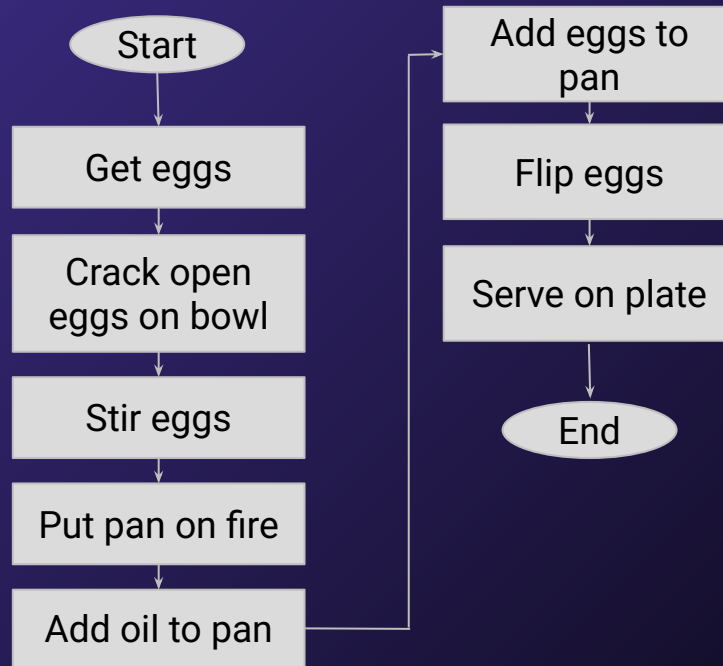 Start
Get eggs
Crack open
eggs on bowl
Stir eggs
Put pan on fire
Add oil to pan
Add eggs to
pan
Flip eggs
Serve on plate
End